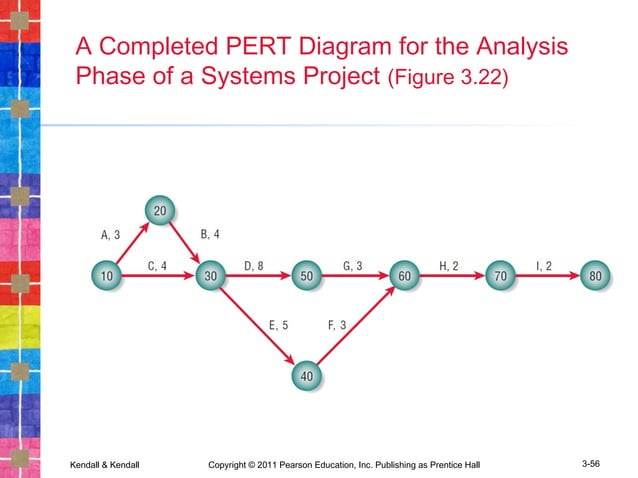 A Completed PERT Diagram for the Analysis
Phase of a Systems Project (Figure 3.22)
20
A, 3
B, 4
10
C, 4
30
D, 8
50
G, 3
60
H, 2
70
I, 2
80
E, 5
F, 3
40
Kendall & Kendall
Copyright © 2011 Pearson Education, Inc. Publishing as Prentice Hall
3-56